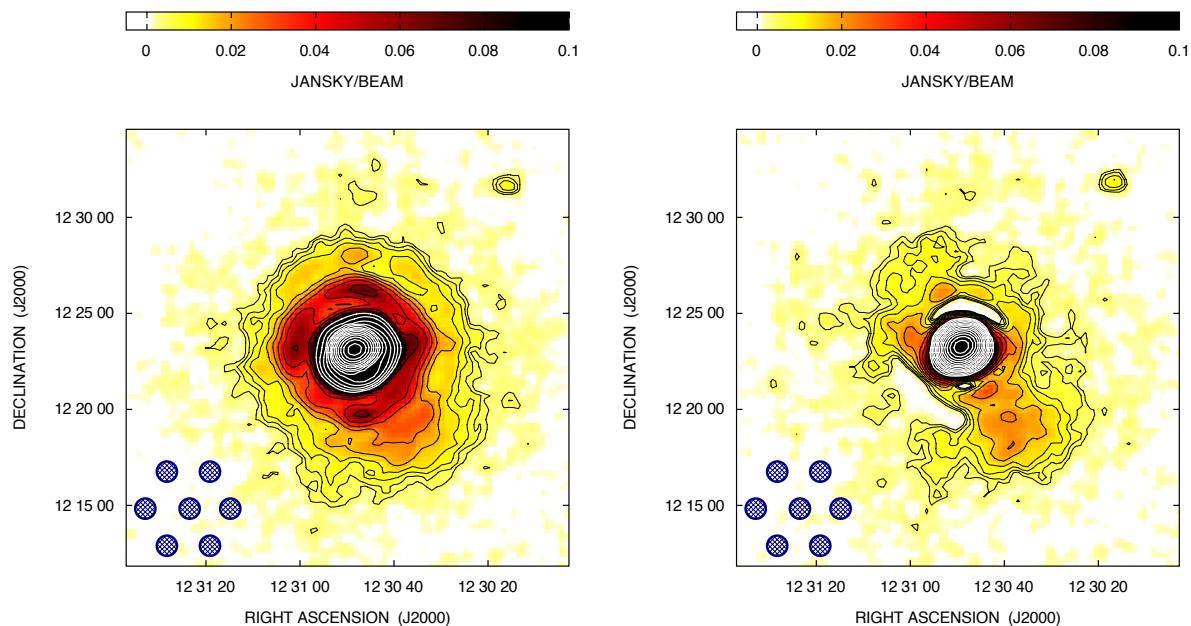 0 0.02 0.04 0.06 0.08 0.1
JANSKY/BEAM
DECLINATION (J2000)
12 30 00
12 25 00
12 20 00
12 15 00
12 31 20 12 31 00 12 30 40 12 30 20
RIGHT ASCENSION (J2000)
0 0.02 0.04 0.06 0.08 0.1
JANSKY/BEAM
DECLINATION (J2000)
12 30 00
12 25 00
12 20 00
12 15 00
12 31 20 12 31 00 12 30 40 12 30 20
RIGHT ASCENSION (J2000)